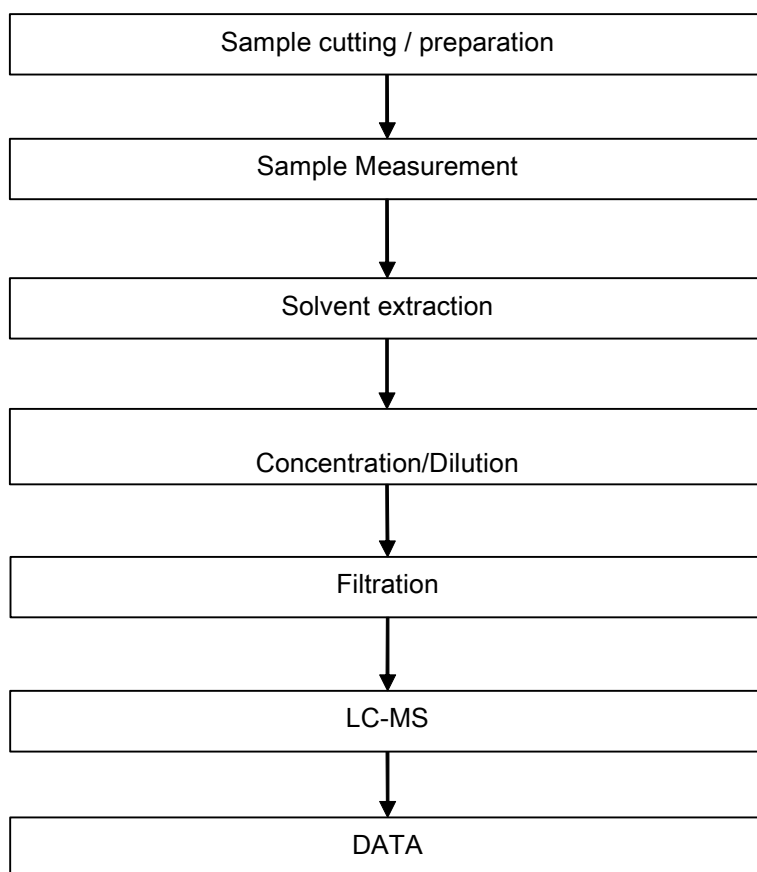 Sample cutting / preparation
Sample Measurement
Solvent extraction
Concentration/Dilution
Filtration
LC-MS
DATA